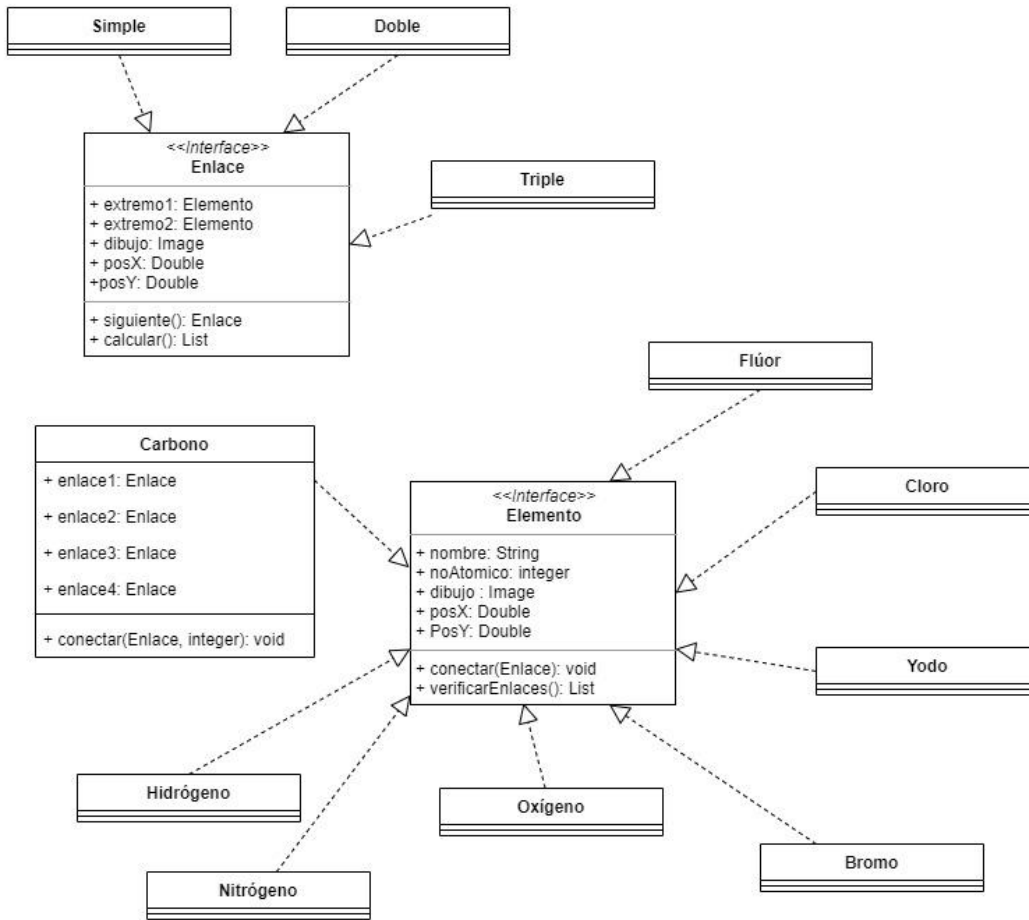 Simple
Doble
<<Interface>>
Enlace
+ extremo1: Elemento
+ extremo2: Elemento
+ dibujo: Image
+ posX: Double
+posY: Double
+ siguiente(): Enlace
+ calcular(): List
Triple
Flúor
Carbono
+ enlace1: Enlace
+ enlace2: Enlace
+ enlace3: Enlace
+ enlace4: Enlace
+ conectar(Enlace, integer): void
<<Interface>>
Elemento
+ nombre: String
+ noAtomico: integer
+ dibujo : Image
+ posX: Double
+ PosY: Double
+ conectar(Enlace): void
+ verificarEnlaces(): List
Cloro
Yodo
Hidrógeno
Oxígeno
Bromo
Nitrógeno